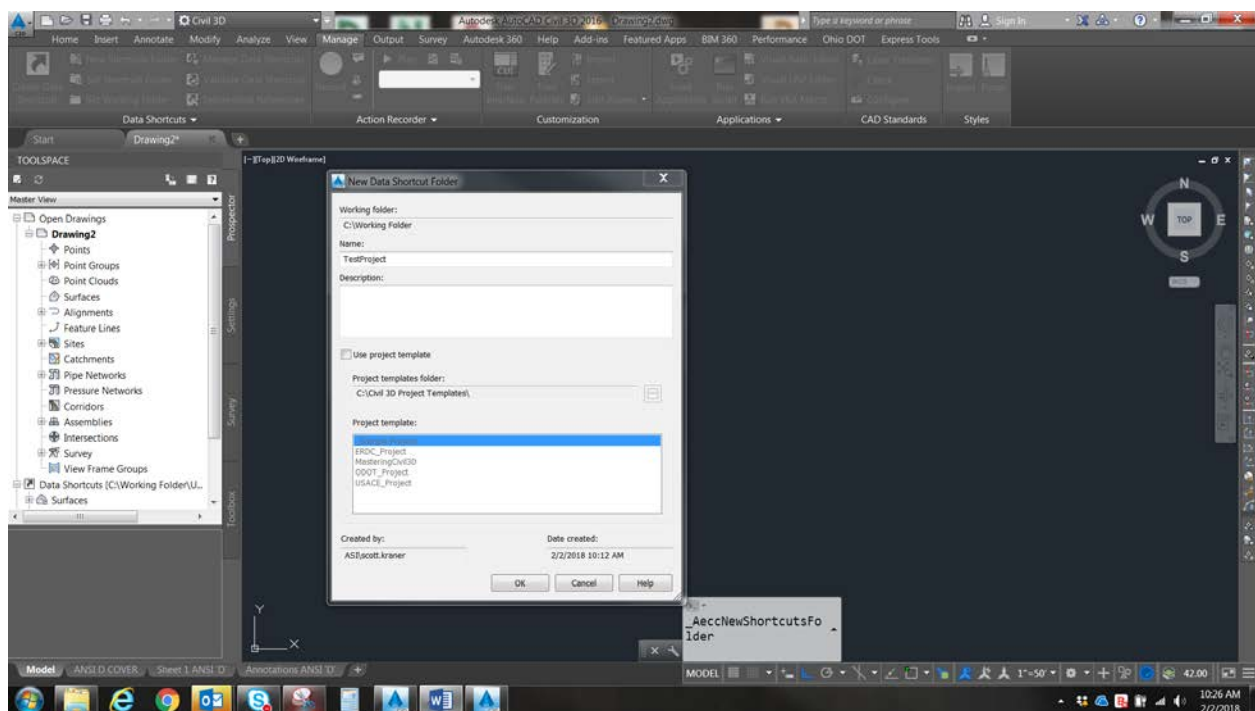 Civil 3D
Autodesk AutoCAD Civil 3D 2016 Drawing2.dwg
Type a keyword or phrase
Sign In
Home Insert Annotate Modify Analyze View Manage Output Survey Autodesk 360 Help Add-ins Featured Apps BIM 360 Performance Ohio DOT Express Tools
Data Shortcuts
Action Recorder
Customization
Applications
CAD Standards
Styles
Start
Drawing2*
TOOLSPACE
Master View
Open Drawings
Drawing2
Points
Point Groups
Point Clouds
Surfaces
Alignments
Feature Lines
Sites
Catchments
Pipe Networks
Pressure Networks
Corridors
Assemblies
Intersections
Survey
View Frame Groups
Data Shortcuts [C:\Working Folder\U...
Surfaces
Prospector
Settings
Survey
Toolbox
[-][Top][2D Wireframe]
New Data Shortcut Folder
Working folder:
C:\Working Folder
Name:
TestProject
Description:
Use project template
Project templates folder:
C:\Civil 3D Project Templates\
Project template:
ERDC_Project
MasteringCivil3D
ODOT_Project
USACE_Project
Created by:
ASI\scott.kraner
Date created:
2/2/2018 10:12 AM
OK
Cancel
Help
N
W
TOP
E
S
Y
X
_AeccNewShortcutsFo
lder
Model
ANSI D COVER
Sheet 1 ANSI 'D'
Annotations ANSI 'D'
MODEL
1"=50'
42.00
10:26 AM
2/2/2018